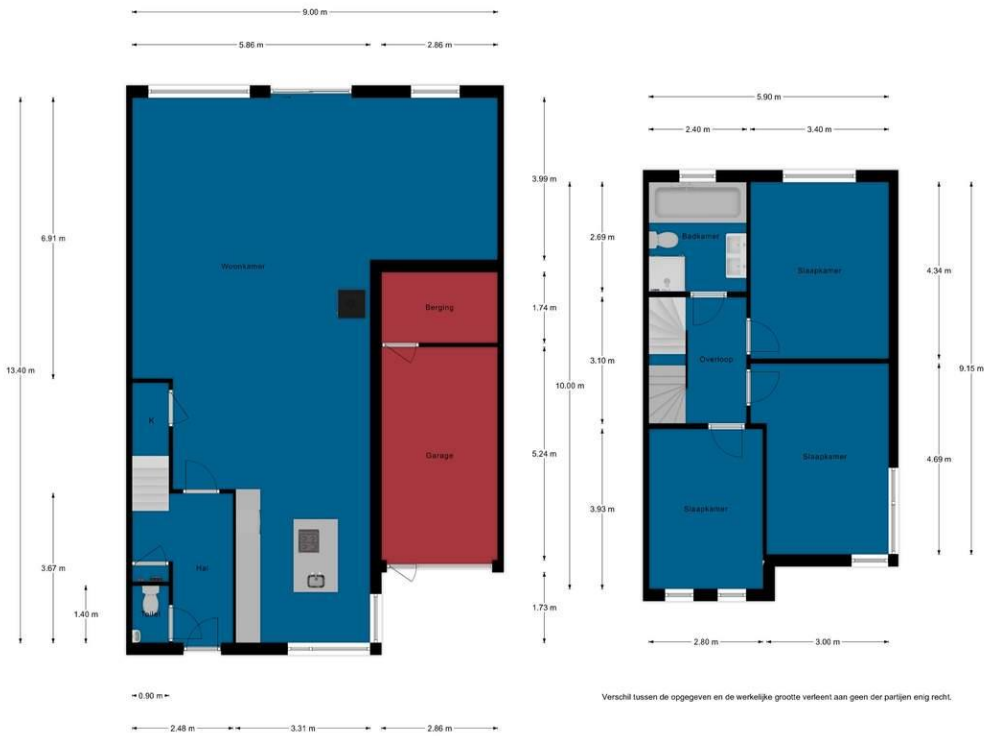 9.00 m
5.86 m
2.86 m
5.90 m
2.40 m
3.40 m
3.99 m
6.91 m
2.69 m
Badkamer
Woonkamer
Slaapkamer
4.34 m
Berging
1.74 m
Overloop
3.10 m
13.40 m
10.00 m
9.15 m
K
Garage
5.24 m
Slaapkamer
4.69 m
3.93 m
Slaapkamer
3.67 m
Hal
1.40 m
Toilet
1.73 m
2.80 m
3.00 m
0.90 m
Verschil tussen de opgegeven en de werkelijke grootte verleent aan geen der partijen enig recht.
2.48 m
3.31 m
2.86 m